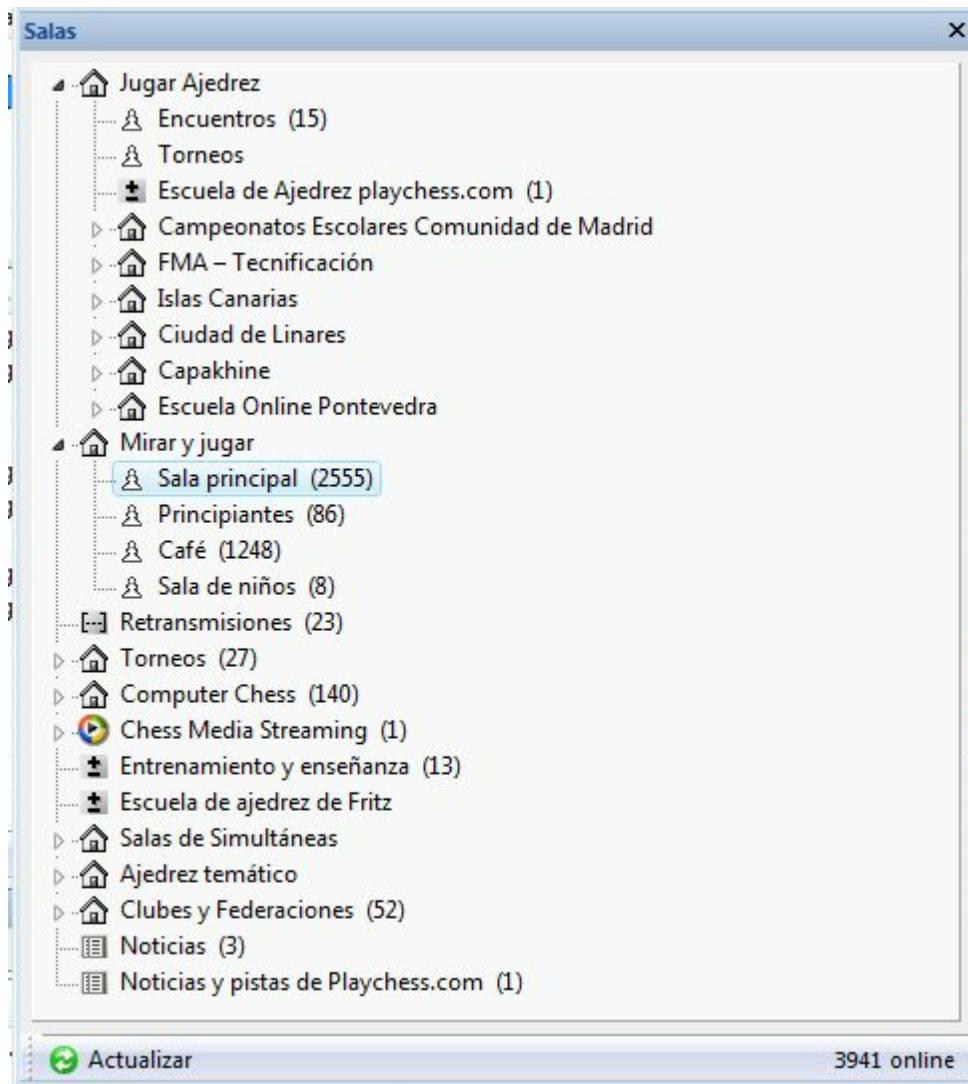 Salas
Jugar Ajedrez
Encuentros (15)
Torneos
Escuela de Ajedrez playchess.com (1)
Campeonatos Escolares Comunidad de Madrid
FMA – Tecnificación
Islas Canarias
Ciudad de Linares
Capakhine
Escuela Online Pontevedra
Mirar y jugar
Sala principal (2555)
Principiantes (86)
Café (1248)
Sala de niños (8)
Retransmisiones (23)
Torneos (27)
Computer Chess (140)
Chess Media Streaming (1)
Entrenamiento y enseñanza (13)
Escuela de ajedrez de Fritz
Salas de Simultáneas
Ajedrez temático
Clubes y Federaciones (52)
Noticias (3)
Noticias y pistas de Playchess.com (1)
Actualizar 3941 online